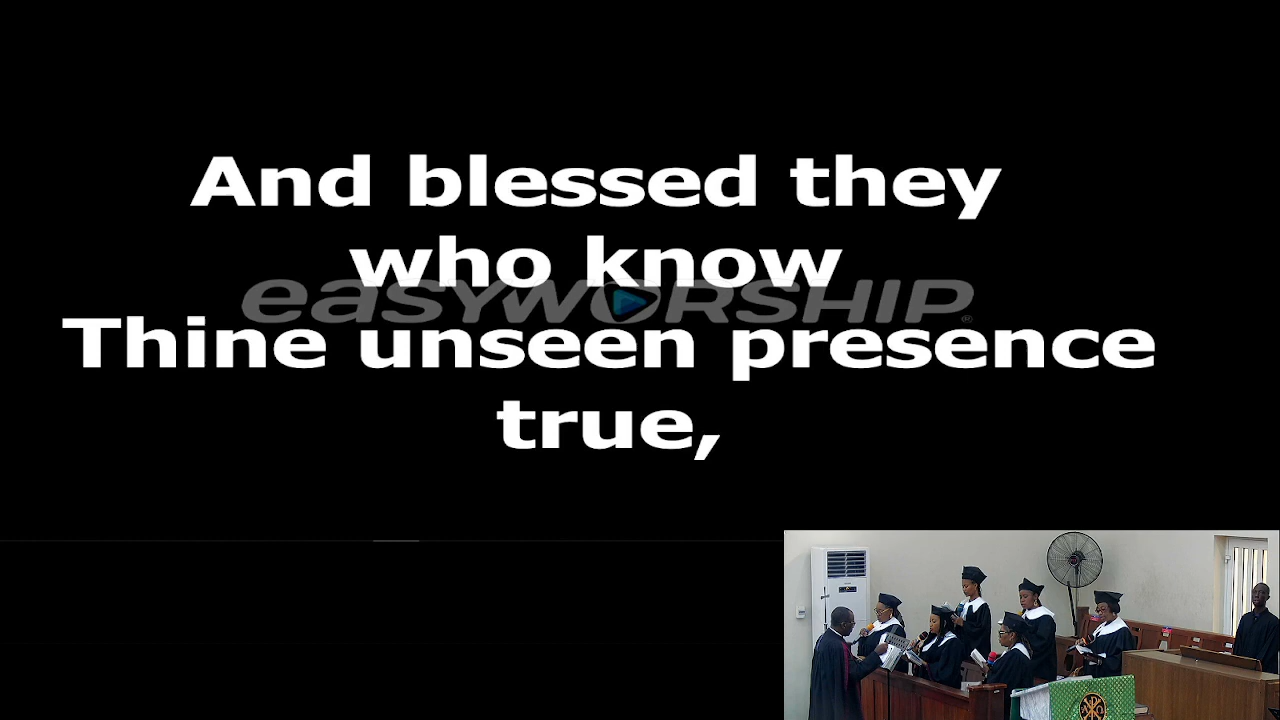 And blessed they
who know
easyWORSHIP®
Thine unseen presence
true,